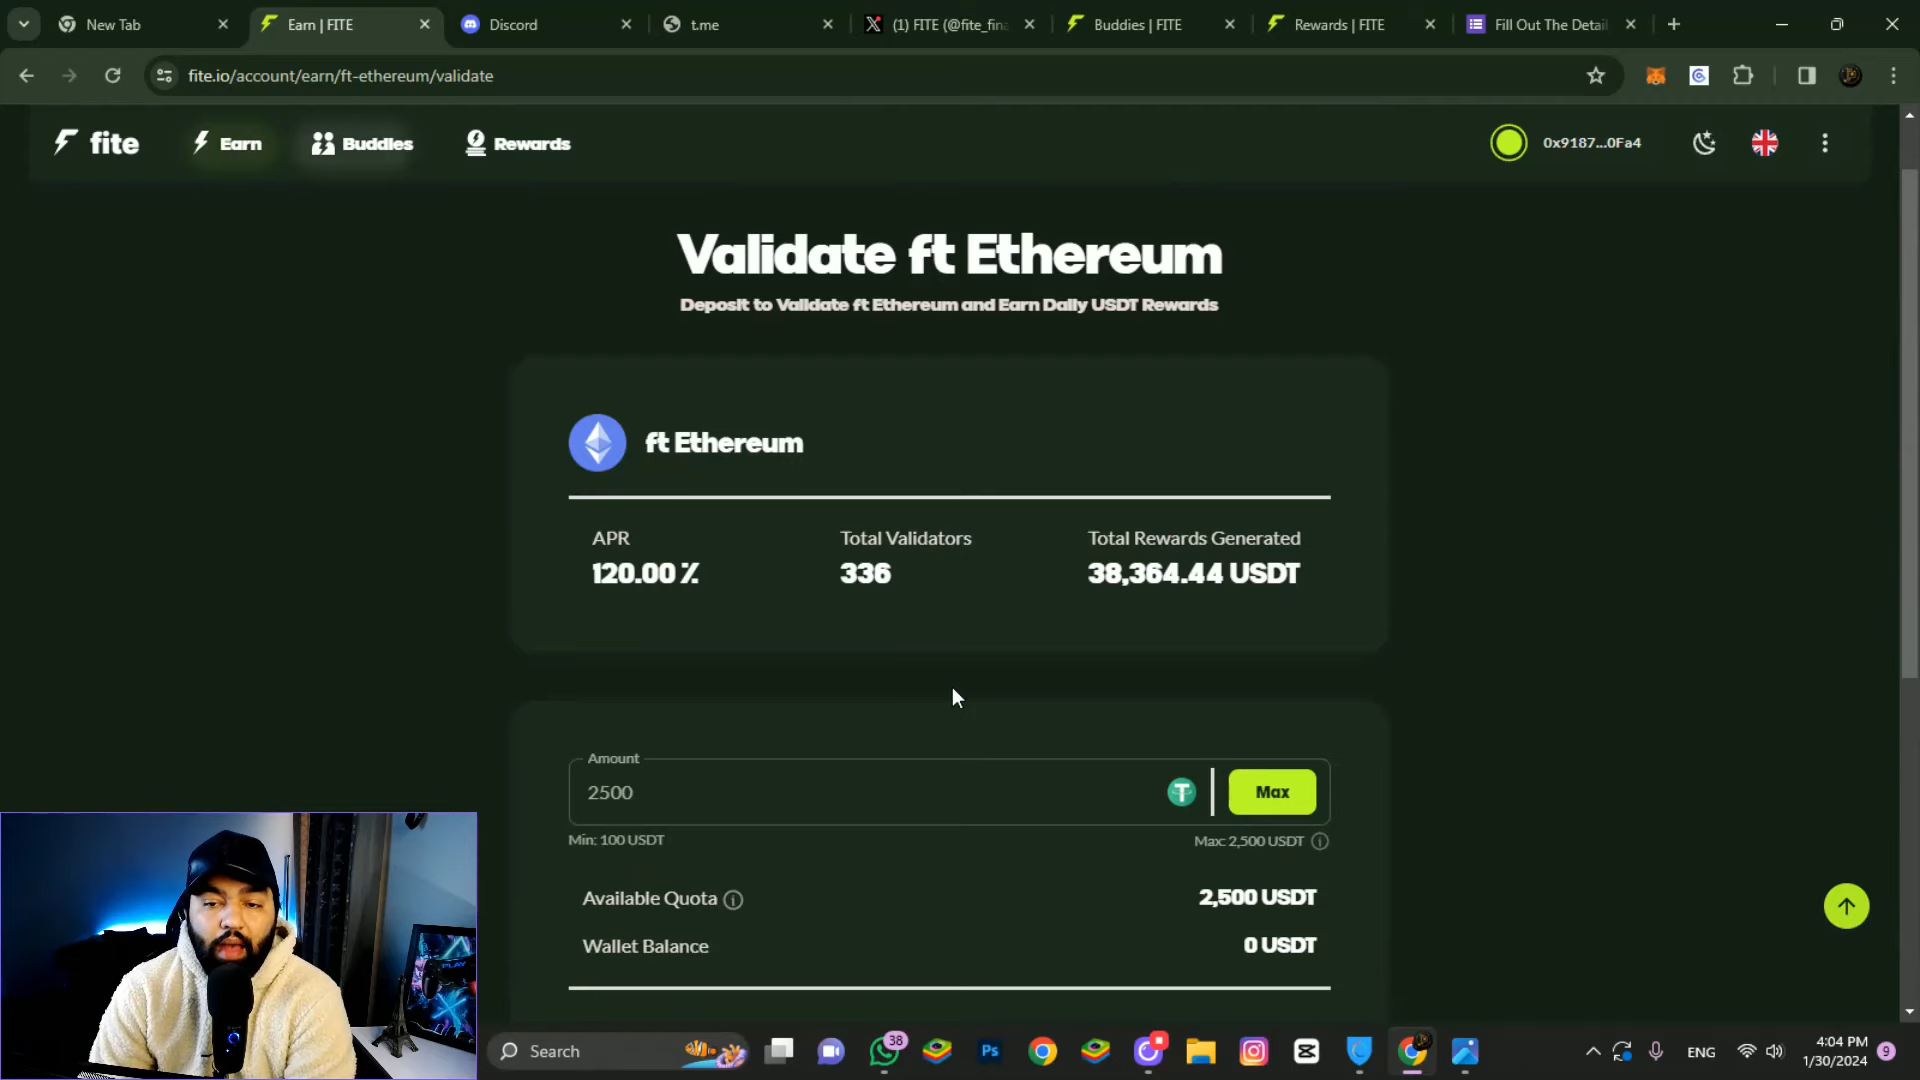 New Tab
Earn | FITE
Discord
t.me
(1) FITE (@fite_fina
Buddies | FITE
Rewards | FITE
Fill Out The Detail
fite.io/account/earn/ft-ethereum/validate
fite
Earn
Buddies
Rewards
0x9187...0Fa4
Validate ft Ethereum
Deposit to Validate ft Ethereum and Earn Daily USDT Rewards
ft Ethereum
APR
Total Validators
Total Rewards Generated
120.00 %
336
38,364.44 USDT
Amount
2500
Max
Min: 100 USDT
Max: 2,500 USDT
Available Quota
2,500 USDT
Wallet Balance
0 USDT
PLAY
Search
38
Ps
ENG
4:04 PM
1/30/2024
9